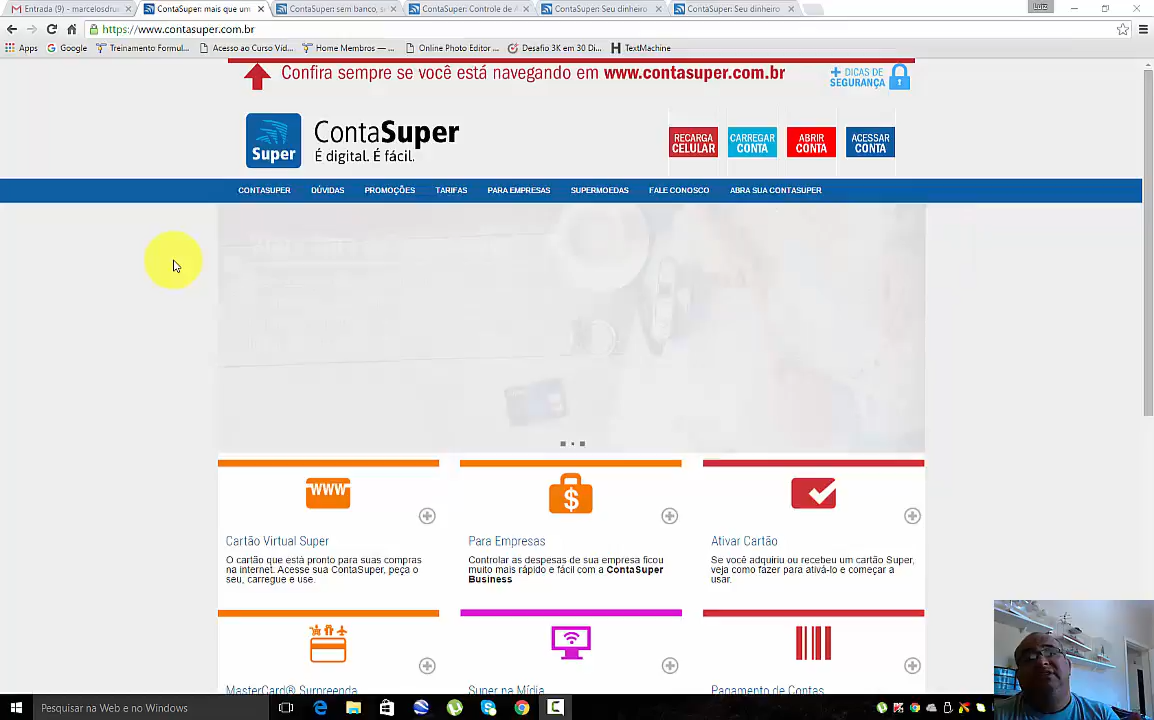 Entrada (9) - marcelosdru
ContaSuper: mais que um
ContaSuper: sem banco, s
ContaSuper: Controle de
ContaSuper: Seu dinheiro
ContaSuper: Seu dinheiro
Luiz
https://www.contasuper.com.br
Apps
Google
Treinamento Formul...
Acesso ao Curso Víd...
Home Membros — ...
Online Photo Editor ...
Desafio 3K em 30 Di...
TextMachine
Confira sempre se você está navegando em www.contasuper.com.br
+ DICAS DE
SEGURANÇA
Super
ContaSuper
É digital. É fácil.
RECARGA
CELULAR
CARREGAR
CONTA
ABRIR
CONTA
ACESSAR
CONTA
CONTASUPER DÚVIDAS PROMOÇÕES TARIFAS PARA EMPRESAS SUPERMOEDAS FALE CONOSCO ABRA SUA CONTASUPER
WWW
$
Cartão Virtual Super
O cartão que está pronto para suas compras
na internet. Acesse sua ContaSuper, peça o
seu, carregue e use.
Para Empresas
Controlar as despesas de sua empresa ficou
muito mais rápido e fácil com a ContaSuper
Business
Ativar Cartão
Se você adquiriu ou recebeu um cartão Super,
veja como fazer para ativá-lo e começar a
usar.
MasterCard® Surpreenda
Super na Mídia
Pagamento de Contas
Pesquisar na Web e no Windows